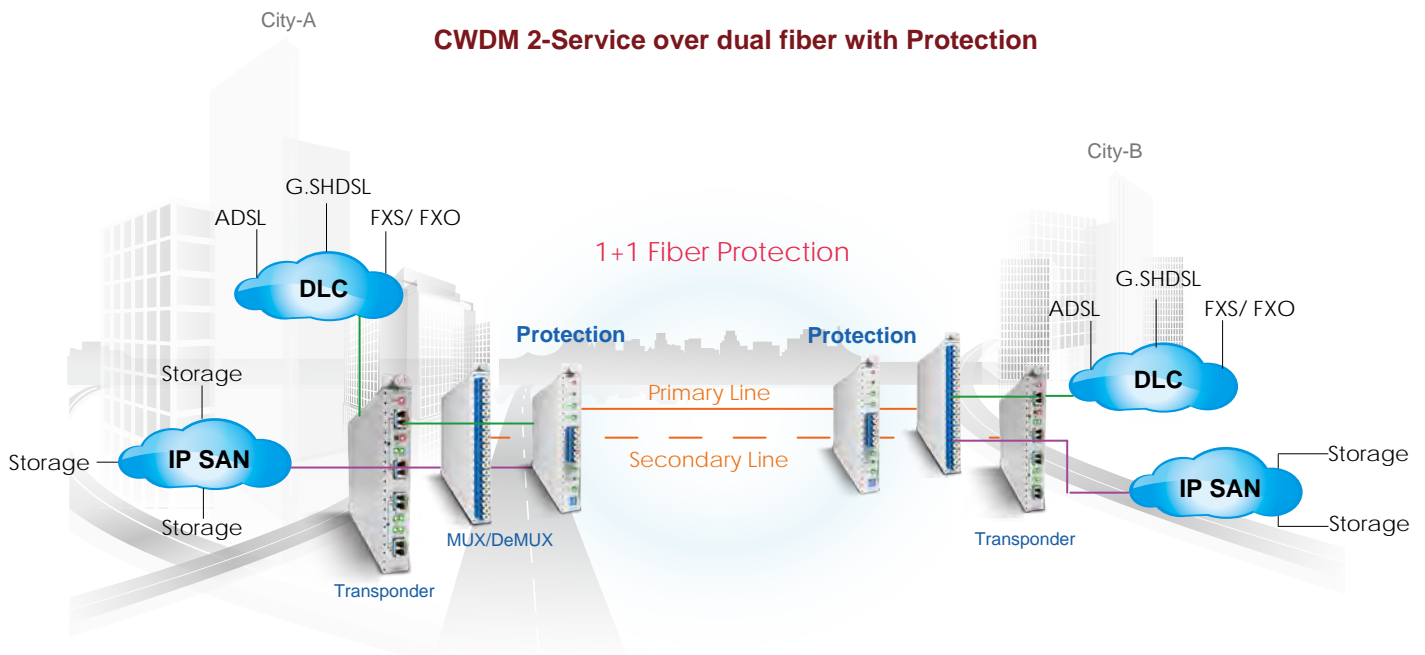 City-A
CWDM 2-Service over dual fiber with Protection
City-B
G.SHDSL
ADSL
FXS/ FXO
DLC
1+1 Fiber Protection
G.SHDSL
ADSL
FXS/ FXO
DLC
Protection
Protection
Storage
Primary Line
Storage
IP SAN
Secondary Line
Storage
Storage
IP SAN
Storage
MUX/DeMUX
Transponder
Transponder